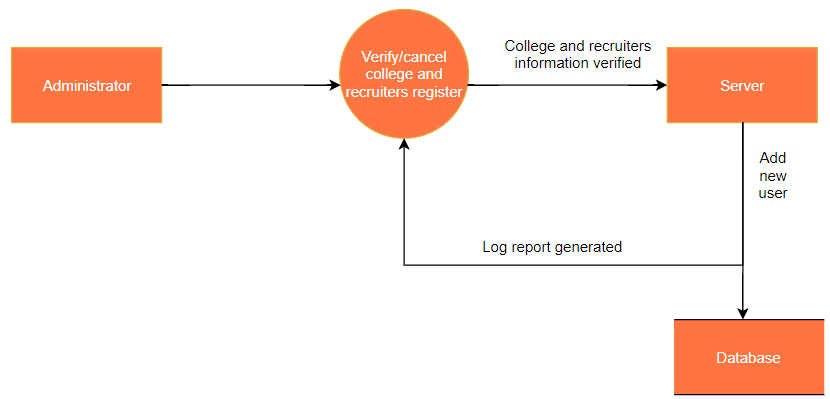 Administrator
Verify/cancel
college and
recruiters register
College and recruiters
information verified
Server
Add
new
user
Log report generated
Database